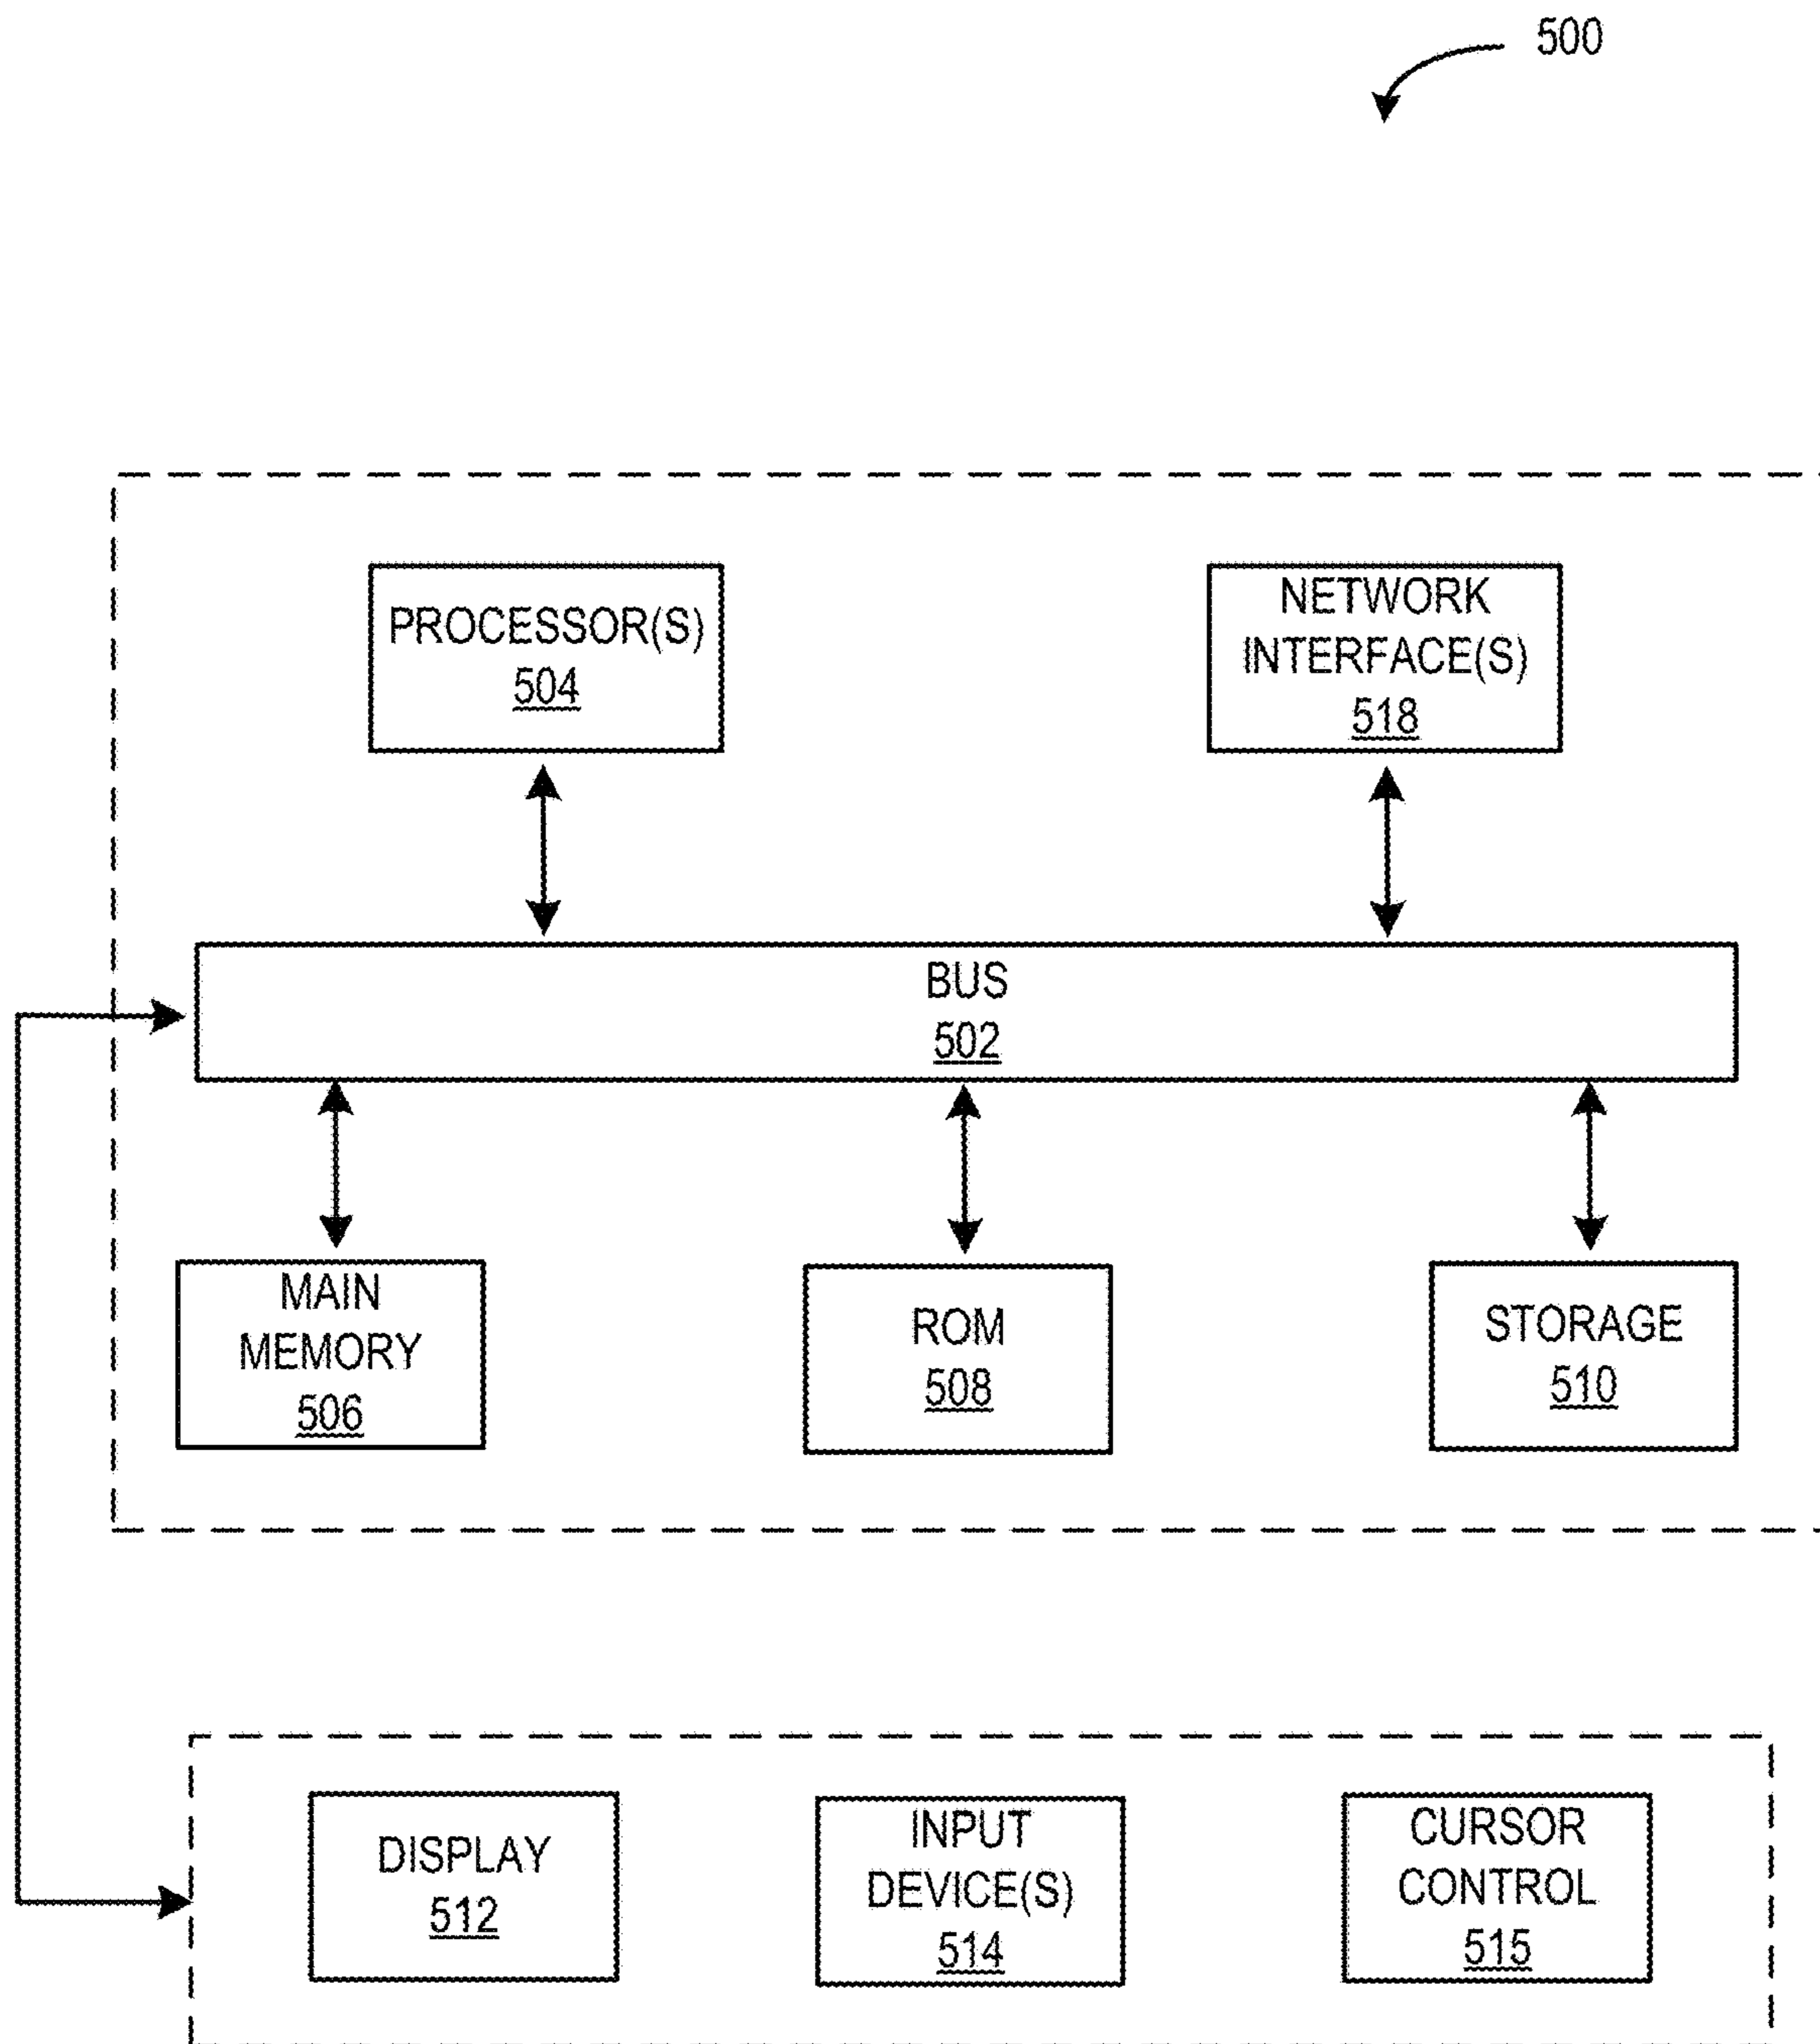 500
PROCESSOR(S)
504
NETWORK
INTERFACE(S)
518
BUS
502
MAIN
MEMORY
506
ROM
508
STORAGE
510
DISPLAY
512
INPUT
DEVICE(S)
514
CURSOR
CONTROL
515